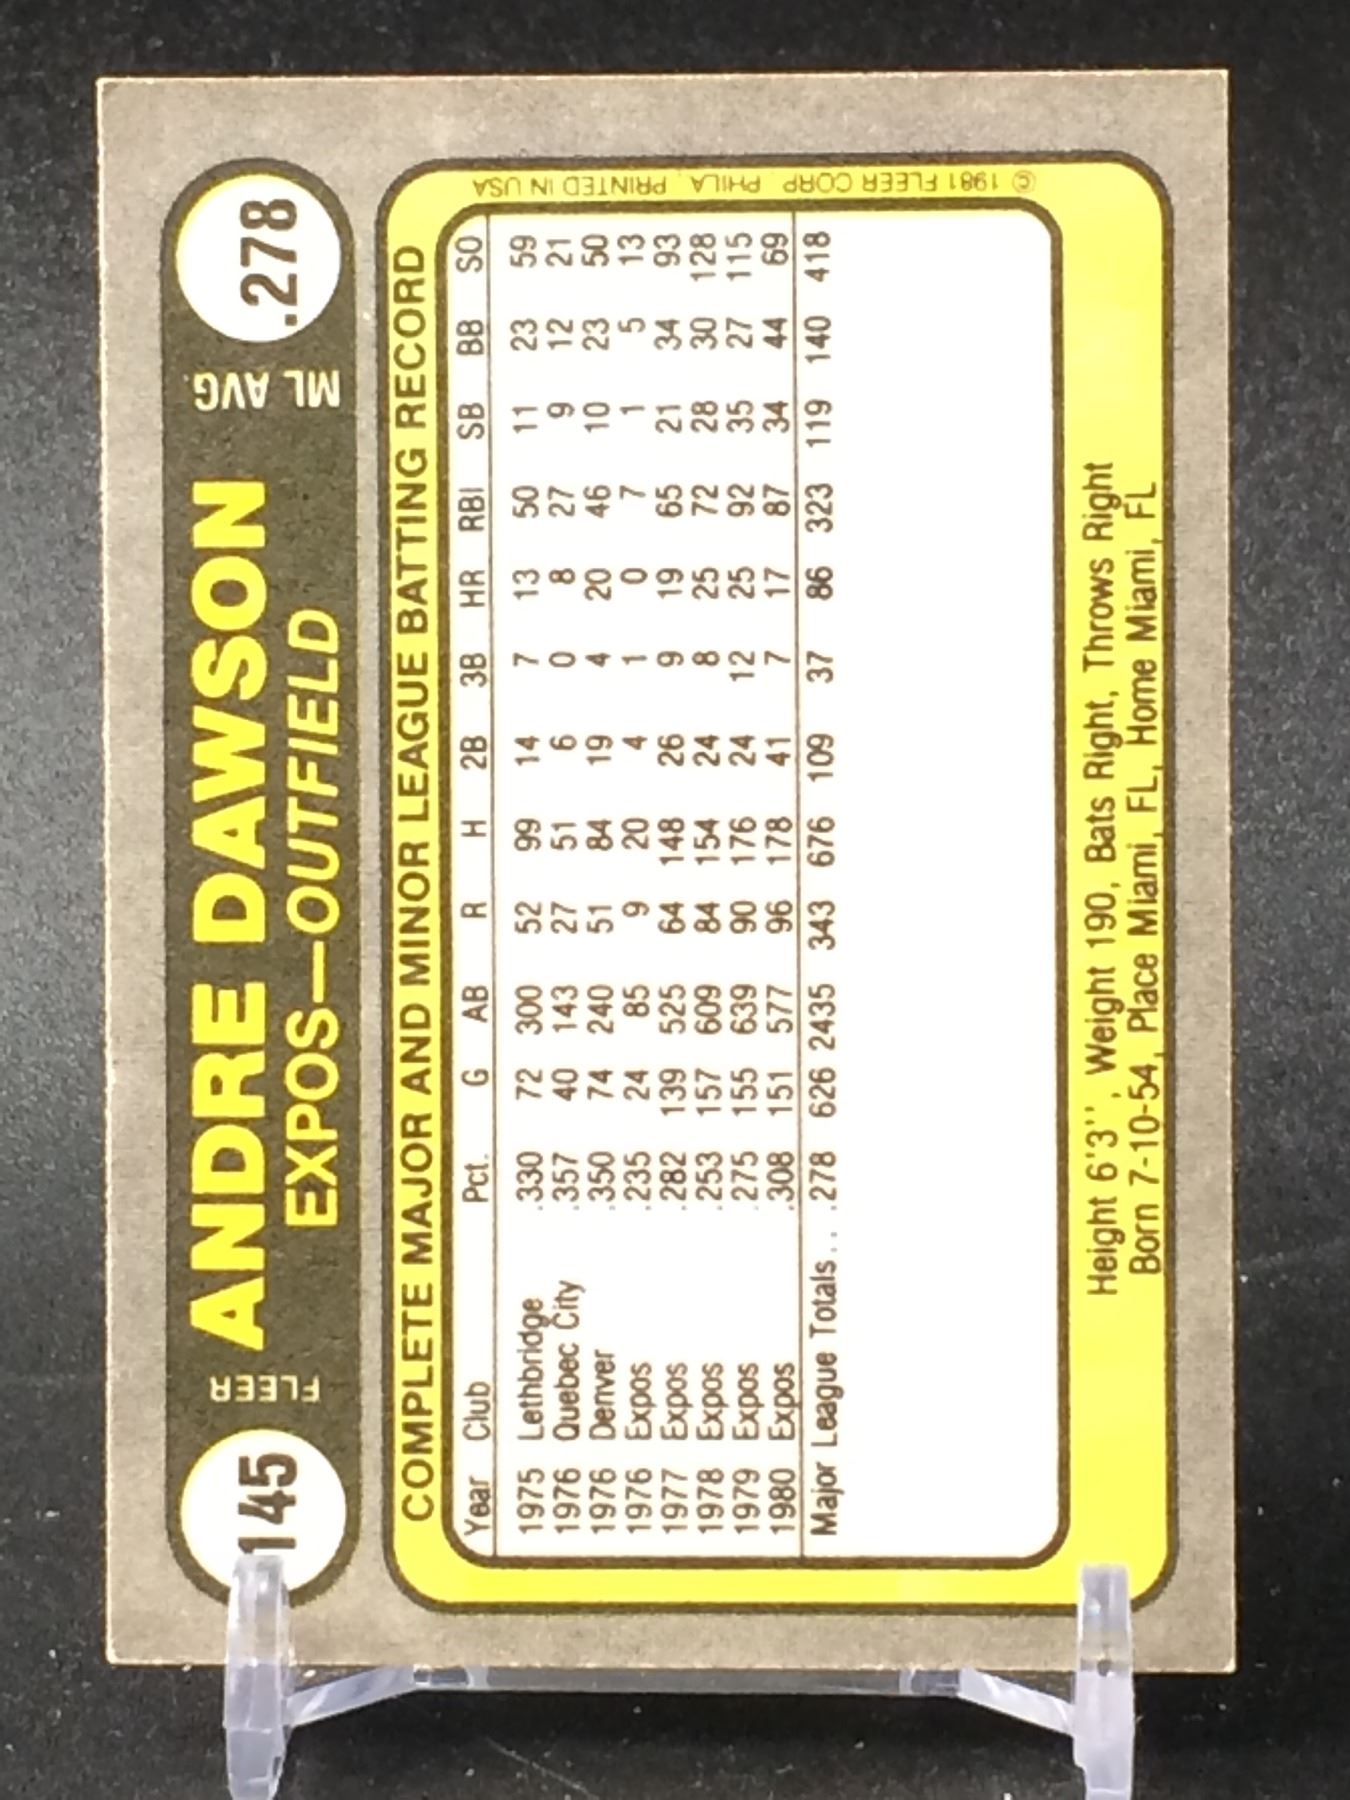 145
FLEER
ANDRE DAWSON
EXPOS—OUTFIELD
ML AVG.
.278
COMPLETE MAJOR AND MINOR LEAGUE BATTING RECORD
Year Club Pct. G AB R H 2B 3B HR RBI SB BB SO
1975 Lethbridge .330 72 300 52 99 14 7 13 50 11 23 59
1976 Quebec City .357 40 143 27 51 6 0 8 27 9 12 21
1976 Denver .350 74 240 51 84 19 4 20 46 10 23 50
1976 Expos .235 24 85 9 20 4 1 0 7 1 5 13
1977 Expos .282 139 525 64 148 26 9 19 65 21 34 93
1978 Expos .253 157 609 84 154 24 8 25 72 28 30 128
1979 Expos .275 155 639 90 176 24 12 25 92 35 27 115
1980 Expos .308 151 577 96 178 41 7 17 87 34 44 69
Major League Totals... .278 626 2435 343 676 109 37 86 323 119 140 418
Height 6'3'', Weight 190, Bats Right, Throws Right
Born 7-10-54, Place Miami, FL, Home Miami, FL
© 1981 FLEER CORP. PHILA. PRINTED IN USA